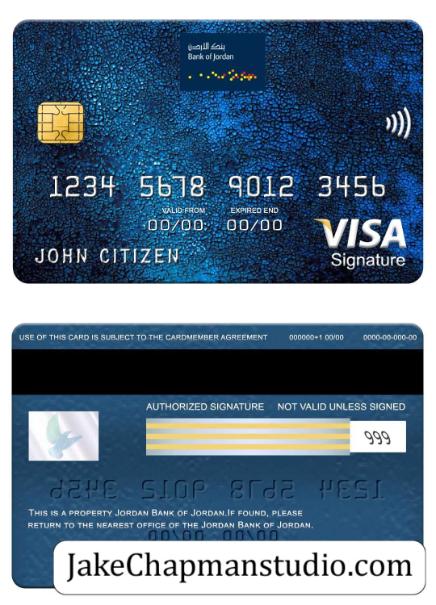 بنك الاردن
Bank of Jordan
1234 5678 9012 3456
VALID FROM EXPIRED END
00/00 00/00
JOHN CITIZEN
VISA
Signature
USE OF THIS CARD IS SUBJECT TO THE CARDMEMBER AGREEMENT 000000+1 00/00 0000-00-000-00
AUTHORIZED SIGNATURE NOT VALID UNLESS SIGNED
999
THIS IS A PROPERTY JORDAN BANK OF JORDAN.IF FOUND, PLEASE
RETURN TO THE NEAREST OFFICE OF THE JORDAN BANK OF JORDAN.
JakeChapmanstudio.com